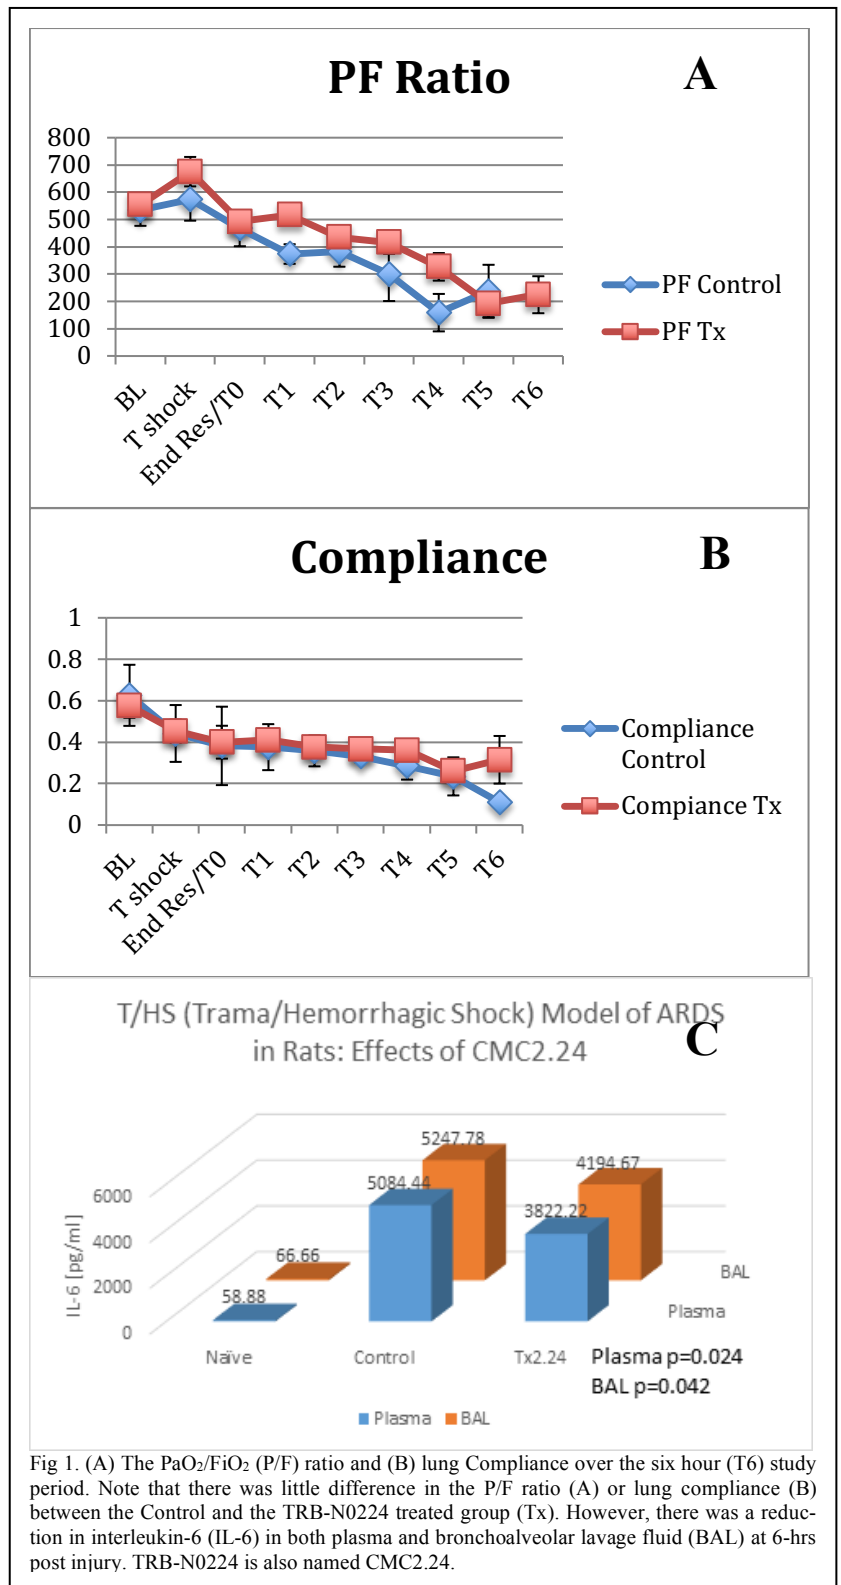 PF Ratio
A
800
700
600
500
400
300
200
100
0
BL
T shock
End Res/T0
T1
T2
T3
T4
T5
T6
PF Control
PF Tx
Compliance
B
1
0.8
0.6
0.4
0.2
0
BL
T shock
End Res/T0
T1
T2
T3
T4
T5
T6
Compliance
Control
Compiance Tx
T/HS (Trama/Hemorrhagic Shock) Model of ARDS
in Rats: Effects of CMC2.24
C
IL-6 [pg/ml]
6000
4000
2000
0
58.88
66.66
5084.44
5247.78
3822.22
4194.67
BAL
Plasma
Naïve
Control
Tx2.24
Plasma p=0.024
BAL p=0.042
Plasma
BAL
Fig 1. (A) The PaO₂/FiO₂ (P/F) ratio and (B) lung Compliance over the six hour (T6) study
period. Note that there was little difference in the P/F ratio (A) or lung compliance (B)
between the Control and the TRB-N0224 treated group (Tx). However, there was a reduc-
tion in interleukin-6 (IL-6) in both plasma and bronchoalveolar lavage fluid (BAL) at 6-hrs
post injury. TRB-N0224 is also named CMC2.24.